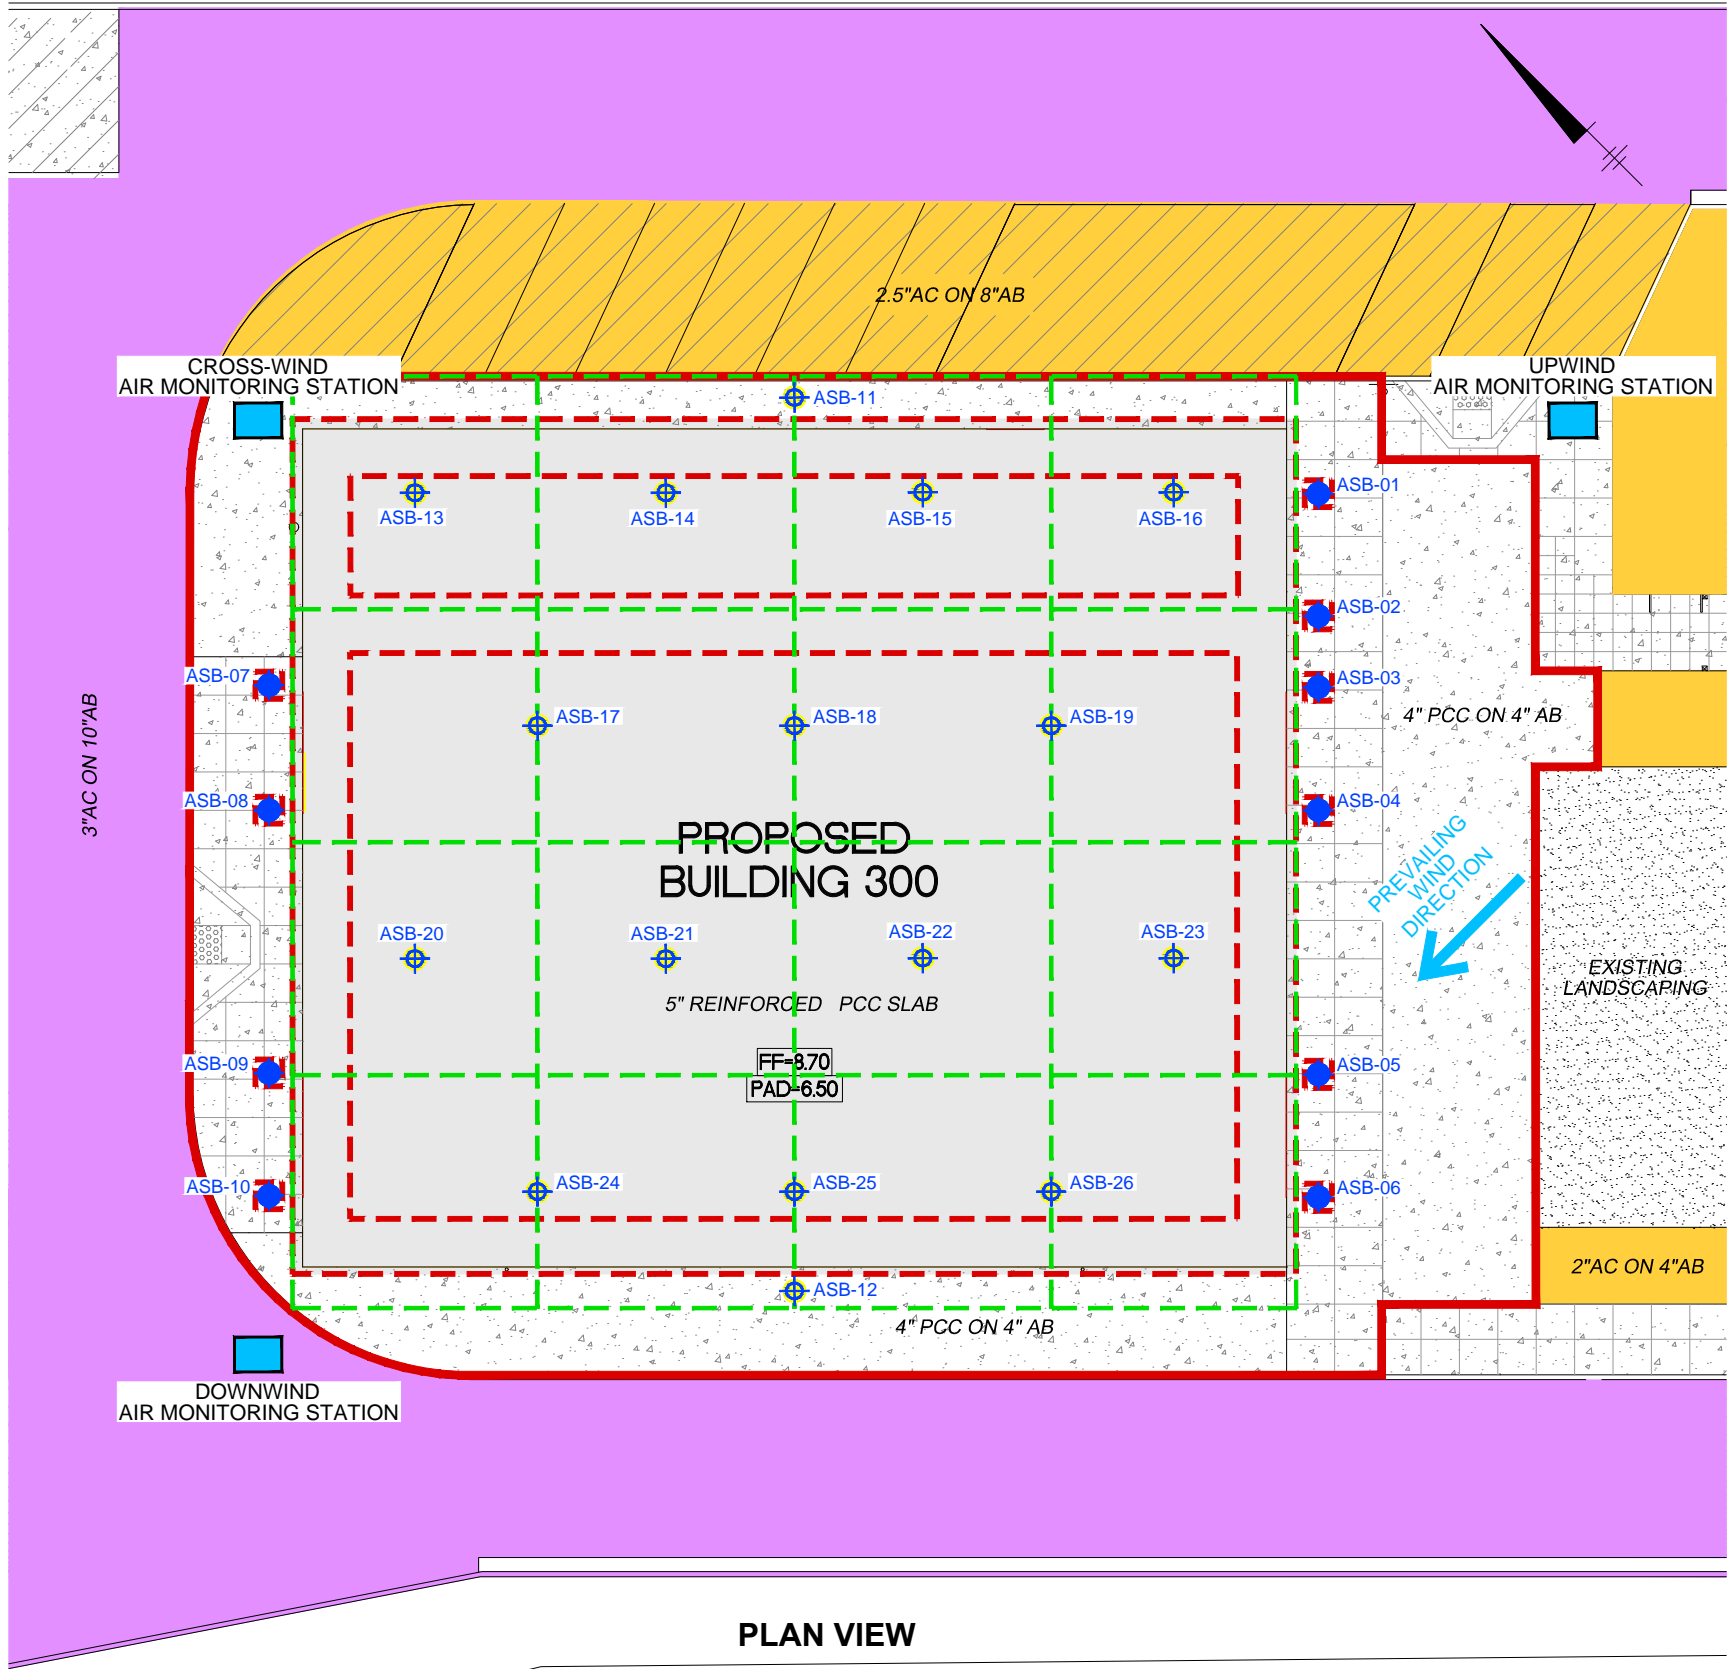 2.5"AC ON 8"AB
CROSS-WIND
AIR MONITORING STATION
UPWIND
AIR MONITORING STATION
ASB-11
ASB-01
ASB-13
ASB-14
ASB-15
ASB-16
ASB-02
ASB-07
ASB-03
3"AC ON 10"AB
ASB-17
ASB-18
ASB-19
4" PCC ON 4" AB
ASB-08
ASB-04
PROPOSED
BUILDING 300
PREVAILING
WIND
DIRECTION
ASB-20
ASB-21
ASB-22
ASB-23
EXISTING
LANDSCAPING
5" REINFORCED PCC SLAB
FF=8.70
PAD=6.50
ASB-09
ASB-05
ASB-10
ASB-24
ASB-25
ASB-26
ASB-06
2"AC ON 4"AB
ASB-12
4" PCC ON 4" AB
DOWNWIND
AIR MONITORING STATION
PLAN VIEW